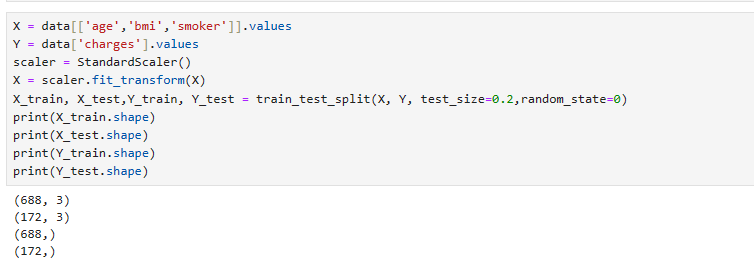 X = data[['age','bmi','smoker']].values
Y = data['charges'].values
scaler = StandardScaler()
X = scaler.fit_transform(X)
X_train, X_test,Y_train, Y_test = train_test_split(X, Y, test_size=0.2,random_state=0)
print(X_train.shape)
print(X_test.shape)
print(Y_train.shape)
print(Y_test.shape)
(688, 3)
(172, 3)
(688,)
(172,)